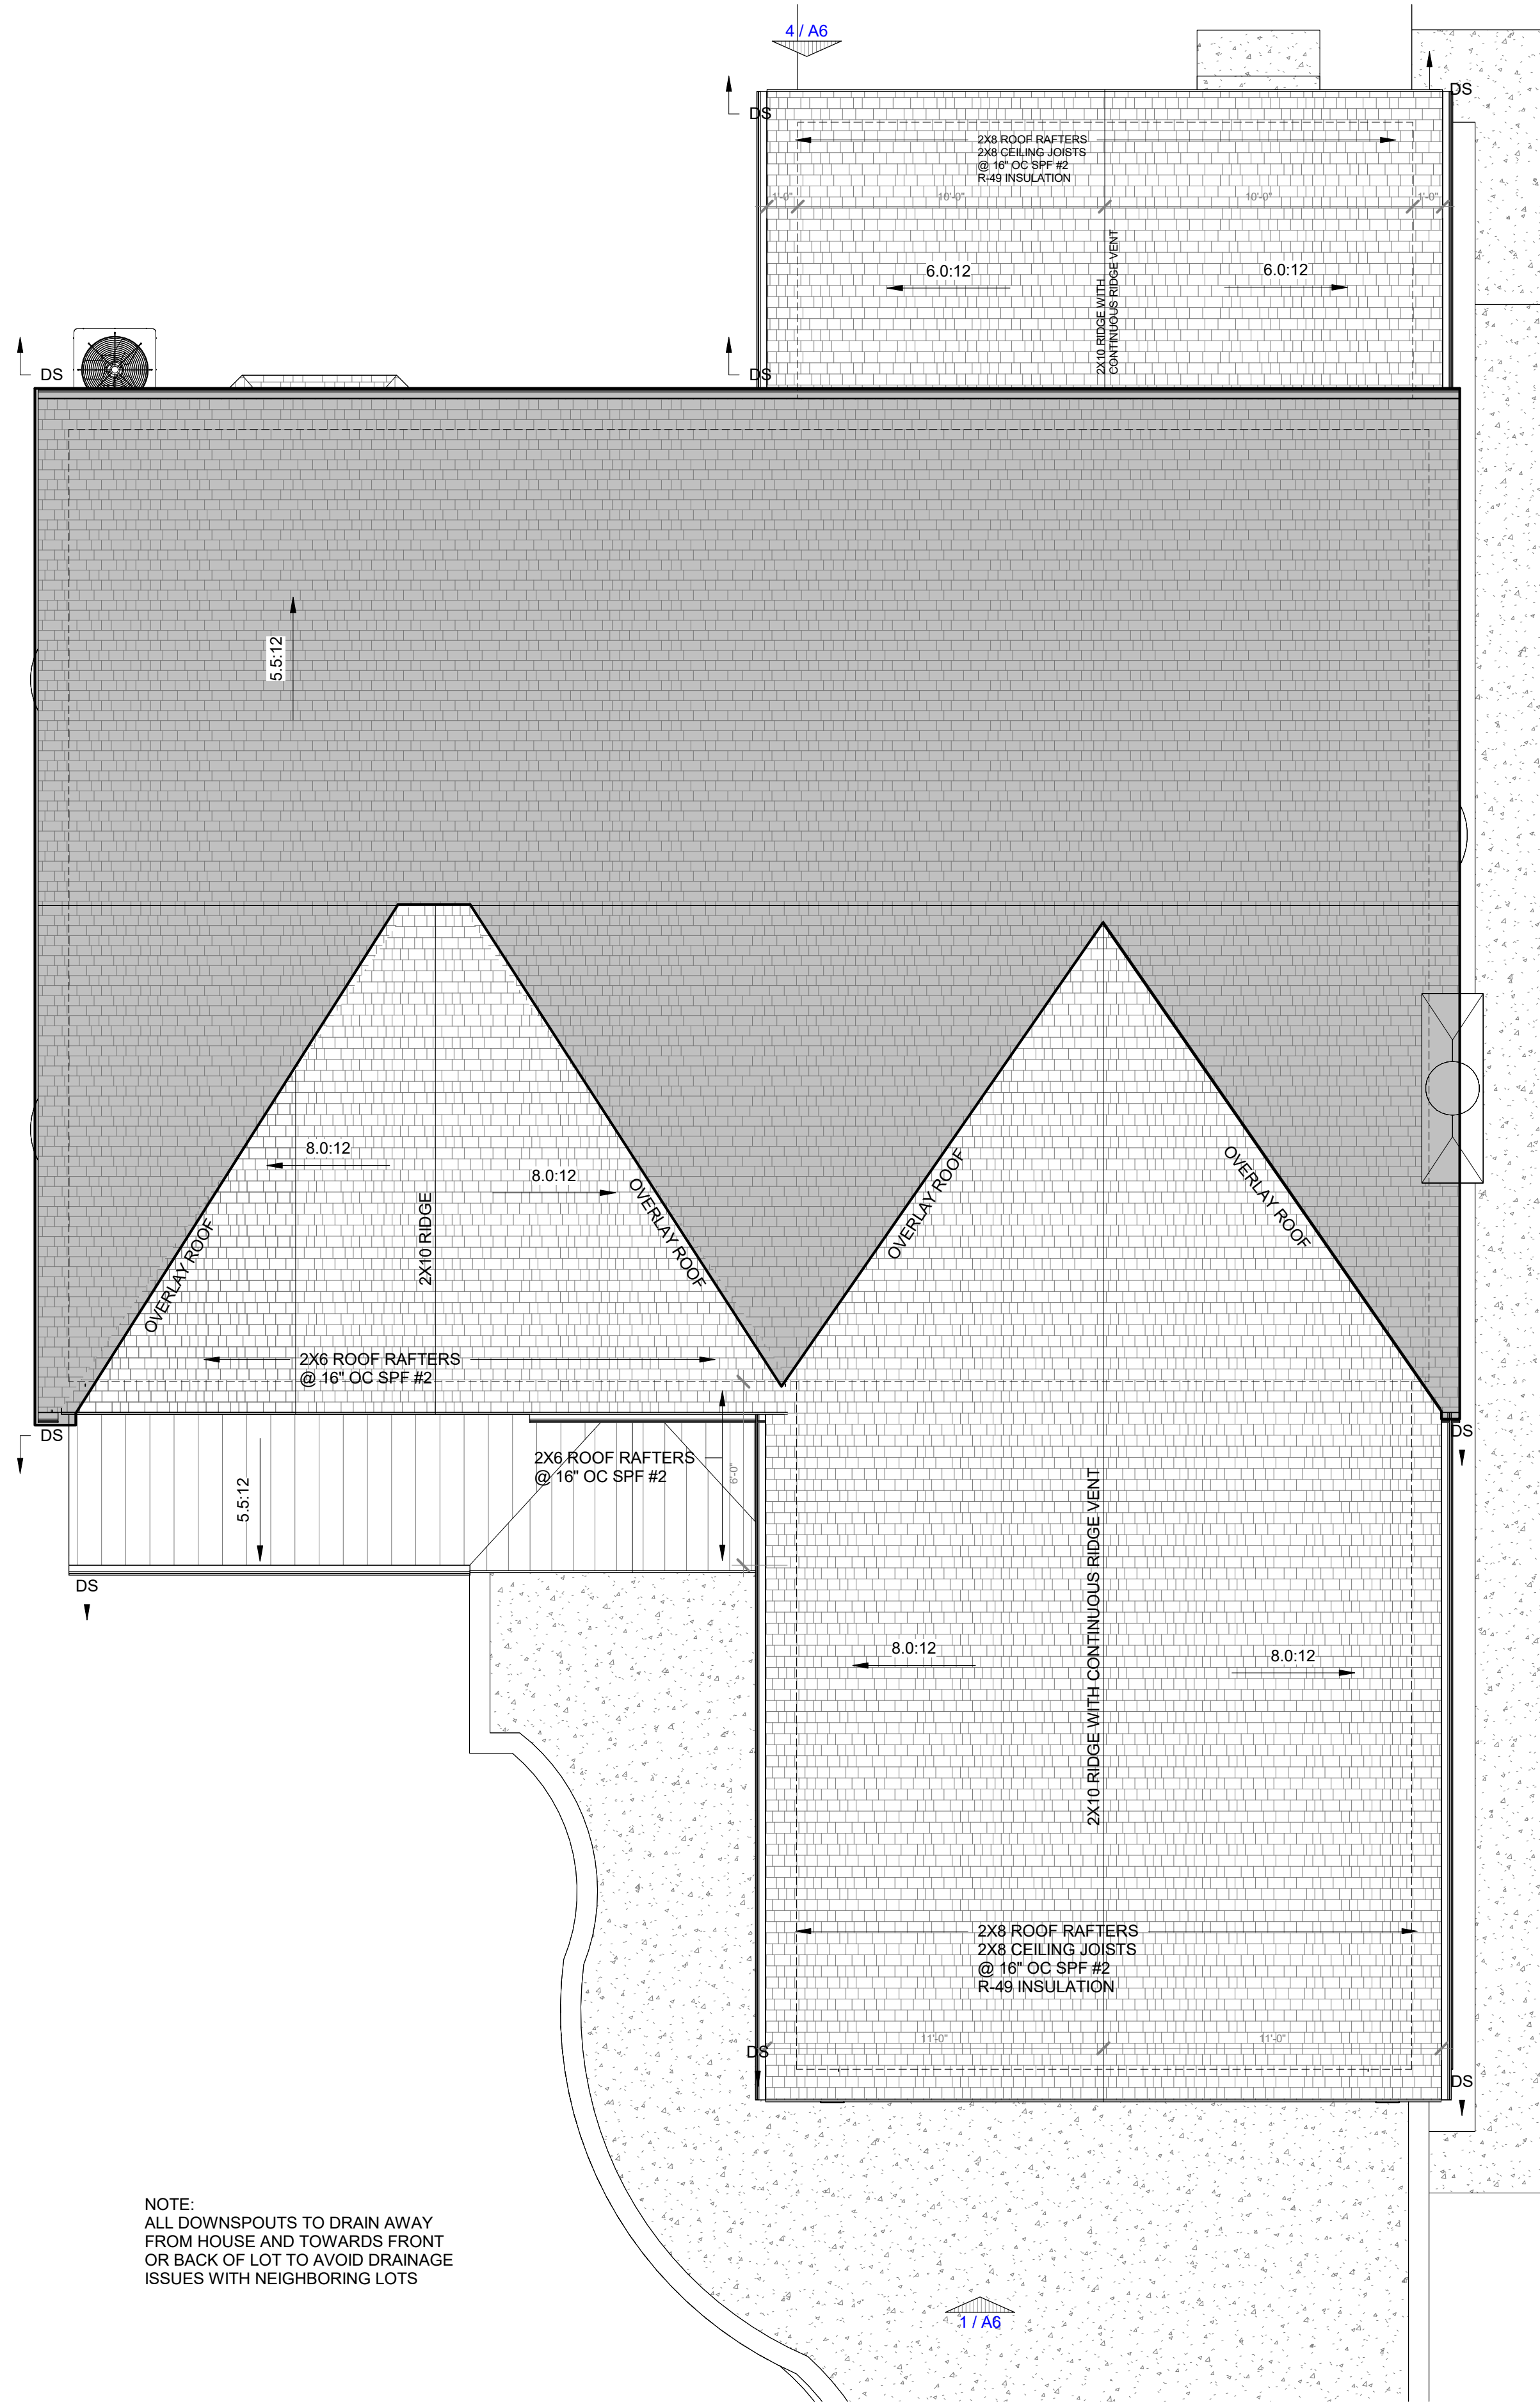 4 / A6
DS
DS
2X8 ROOF RAFTERS
2X8 CEILING JOISTS
@ 16" OC SPF #2
R-49 INSULATION
1'-0"
10'-0"
10'-0"
1'-0"
6.0:12
6.0:12
2X10 RIDGE WITH
CONTINUOUS RIDGE VENT
DS
DS
5.5:12
8.0:12
8.0:12
OVERLAY ROOF
2X10 RIDGE
OVERLAY ROOF
OVERLAY ROOF
OVERLAY ROOF
2X6 ROOF RAFTERS
@ 16" OC SPF #2
DS
DS
2X6 ROOF RAFTERS
@ 16" OC SPF #2
6'-0"
5.5:12
DS
2X10 RIDGE WITH CONTINUOUS RIDGE VENT
8.0:12
8.0:12
2X8 ROOF RAFTERS
2X8 CEILING JOISTS
@ 16" OC SPF #2
R-49 INSULATION
11'-0"
11'-0"
DS
DS
NOTE:
ALL DOWNSPOUTS TO DRAIN AWAY
FROM HOUSE AND TOWARDS FRONT
OR BACK OF LOT TO AVOID DRAINAGE
ISSUES WITH NEIGHBORING LOTS
1 / A6